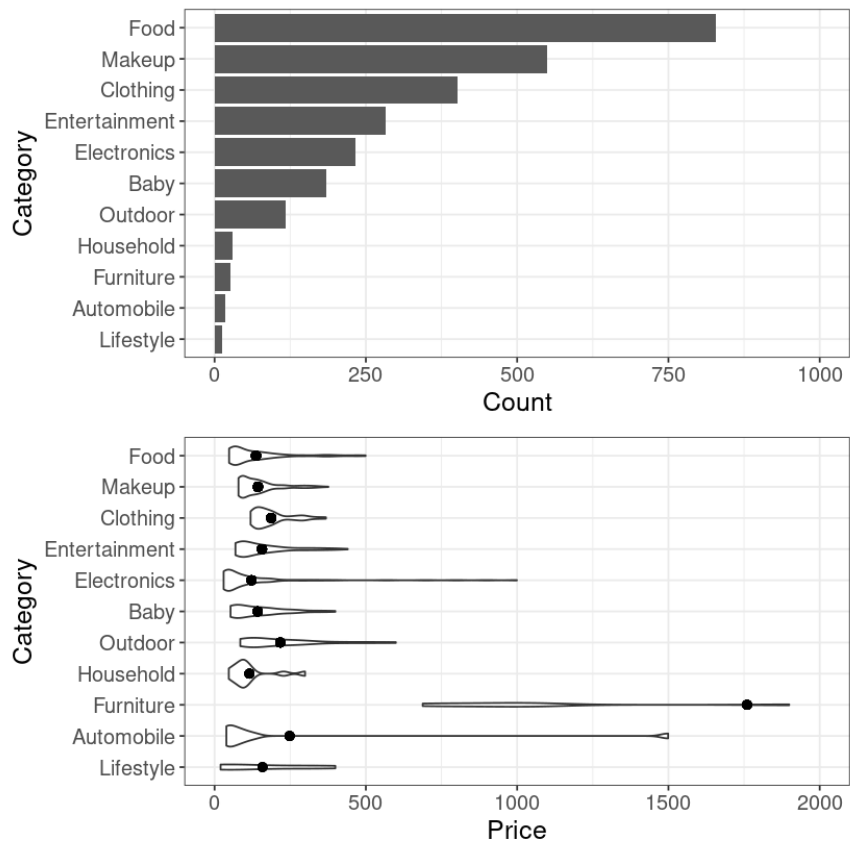 Food
Makeup
Clothing
Entertainment
Electronics
Baby
Outdoor
Household
Furniture
Automobile
Lifestyle
Category
0 250 500 750 1000
Count
Food
Makeup
Clothing
Entertainment
Electronics
Baby
Outdoor
Household
Furniture
Automobile
Lifestyle
Category
0 500 1000 1500 2000
Price